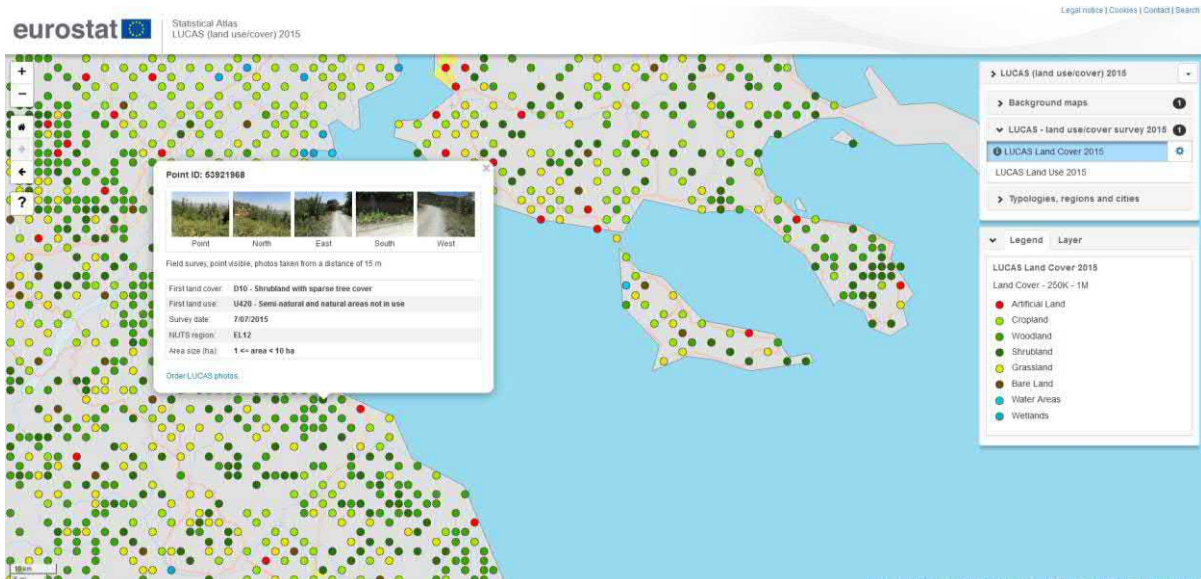 Legal notice | Cookies | Contact | Search
eurostat
Statistical Atlas
LUCAS (land use/cover) 2015
+
−
?
Point ID: 53921968
Point North East South West
Field survey, point visible, photos taken from a distance of 15 m
First land cover: D10 - Shrubland with sparse tree cover
First land use: U420 - Semi-natural and natural areas not in use
Survey date: 7/07/2015
NUTS region: EL12
Area size (ha): 1 <= area < 10 ha
Order LUCAS photos
LUCAS (land use/cover) 2015
Background maps 1
LUCAS - land use/cover survey 2015 1
LUCAS Land Cover 2015
LUCAS Land Use 2015
Typologies, regions and cities
Legend Layer
LUCAS Land Cover 2015
Land Cover - 250K - 1M
Artificial Land
Cropland
Woodland
Shrubland
Grassland
Bare Land
Water Areas
Wetlands
10 km